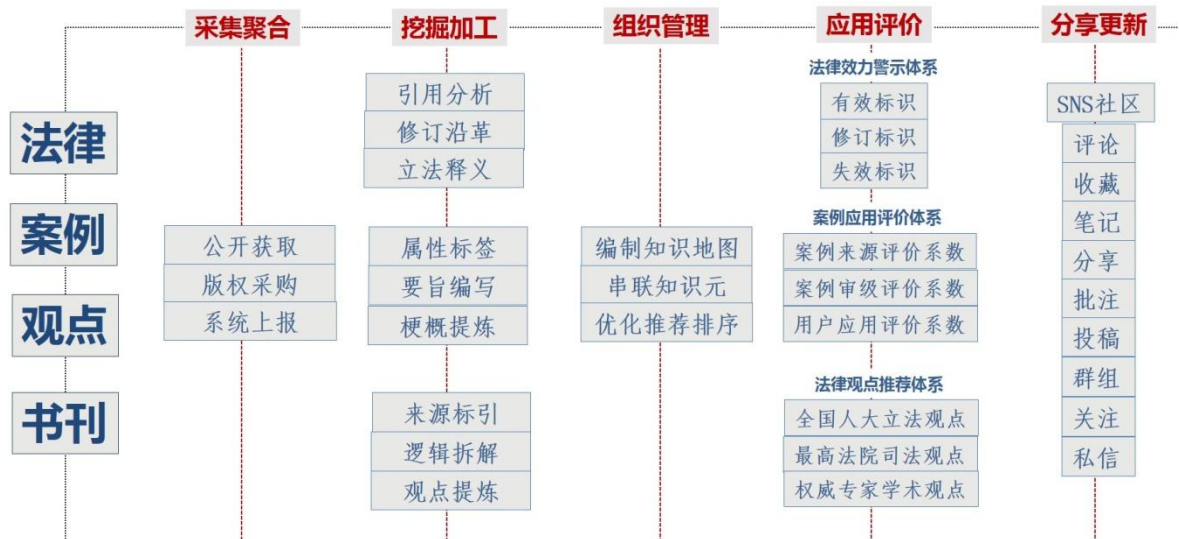 采集聚合
挖掘加工
组织管理
应用评价
分享更新
法律
案例
观点
书刊
公开获取
版权采购
系统上报
引用分析
修订沿革
立法释义
属性标签
要旨编写
梗概提炼
来源标引
逻辑拆解
观点提炼
编制知识地图
串联知识元
优化推荐排序
法律效力警示体系
有效标识
修订标识
失效标识
案例应用评价体系
案例来源评价系数
案例审级评价系数
用户应用评价系数
法律观点推荐体系
全国人大立法观点
最高法院司法观点
权威专家学术观点
SNS社区
评论
收藏
笔记
分享
批注
投稿
群组
关注
私信